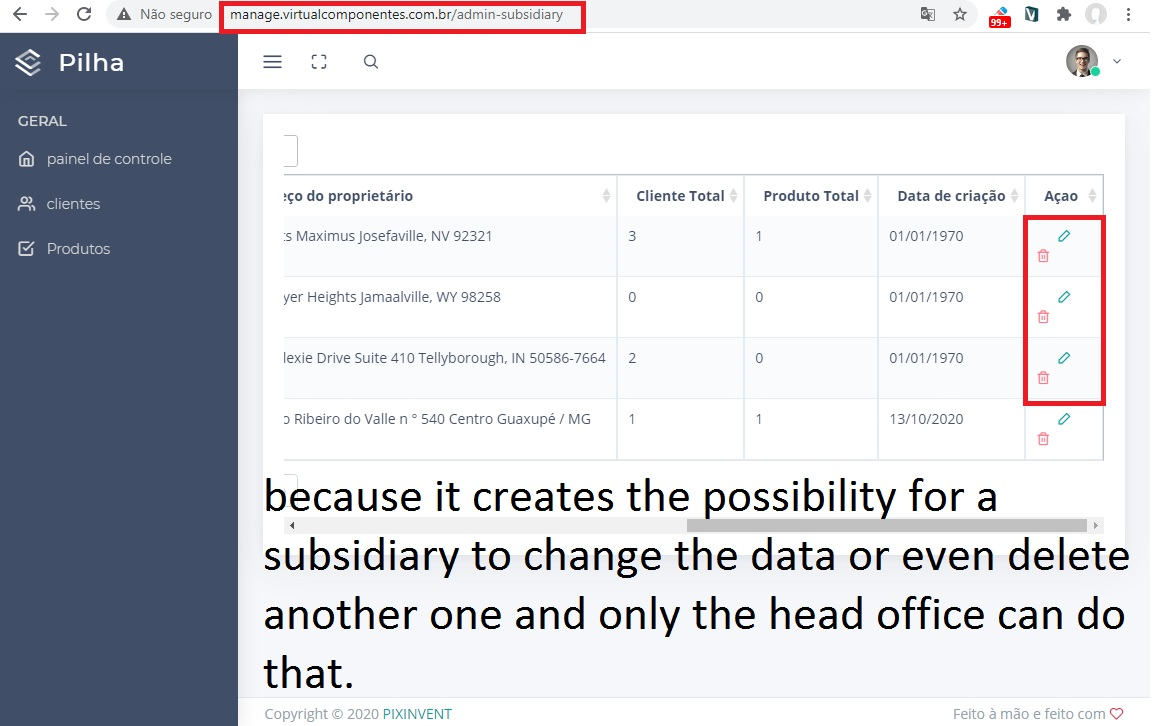 Não seguro manage.virtualcomponentes.com.br/admin-subsidiary
99+
Pilha
GERAL
painel de controle
clientes
Produtos
eço do proprietário Cliente Total Produto Total Data de criação Açao
ts Maximus Josefaville, NV 92321 3 1 01/01/1970
yer Heights Jamaalville, WY 98258 0 0 01/01/1970
lexie Drive Suite 410 Tellyborough, IN 50586-7664 2 0 01/01/1970
o Ribeiro do Valle n ° 540 Centro Guaxupé / MG 1 1 13/10/2020
because it creates the possibility for a
subsidiary to change the data or even delete
another one and only the head office can do
that.
Copyright © 2020 PIXINVENT Feito à mão e feito com